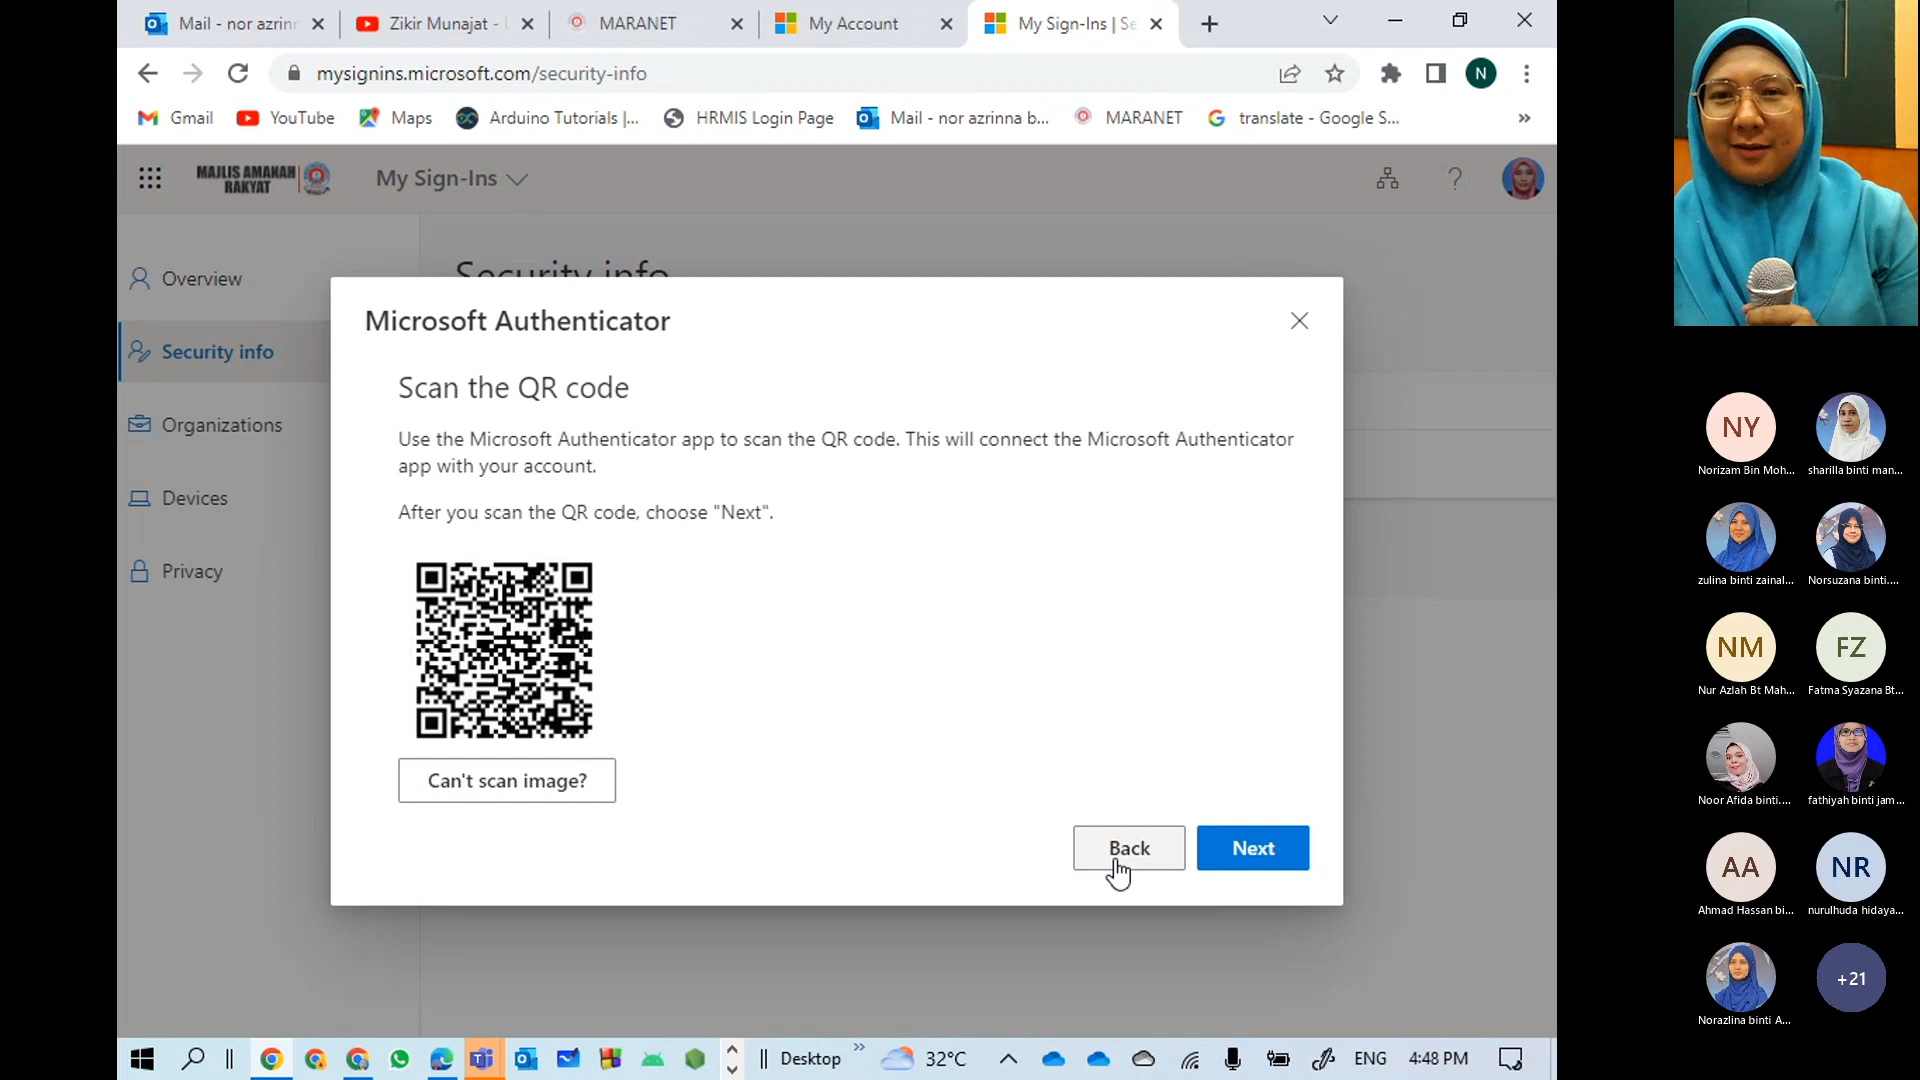 Mail - nor azrinn
Zikir Munajat -
MARANET
My Account
My Sign-Ins | Se
mysignins.microsoft.com/security-info
Gmail
YouTube
Maps
Arduino Tutorials |...
HRMIS Login Page
Mail - nor azrinna b...
MARANET
translate - Google S...
»
N
MAJLIS AMANAH
RAKYAT
My Sign-Ins
?
Overview
Security info
Organizations
Devices
Privacy
Security info
Microsoft Authenticator
Scan the QR code
Use the Microsoft Authenticator app to scan the QR code. This will connect the Microsoft Authenticator
app with your account.
After you scan the QR code, choose "Next".
Can't scan image?
Back
Next
Desktop
»
32°C
ENG
4:48 PM
NY
Norizam Bin Moh...
sharilla binti man...
zulina binti zainal...
Norsuzana binti....
NM
Nur Azlah Bt Mah...
FZ
Fatma Syazana Bt...
Noor Afida binti....
fathiyah binti jam...
AA
Ahmad Hassan bi...
NR
nurulhuda hidaya...
Norazlina binti A...
+21